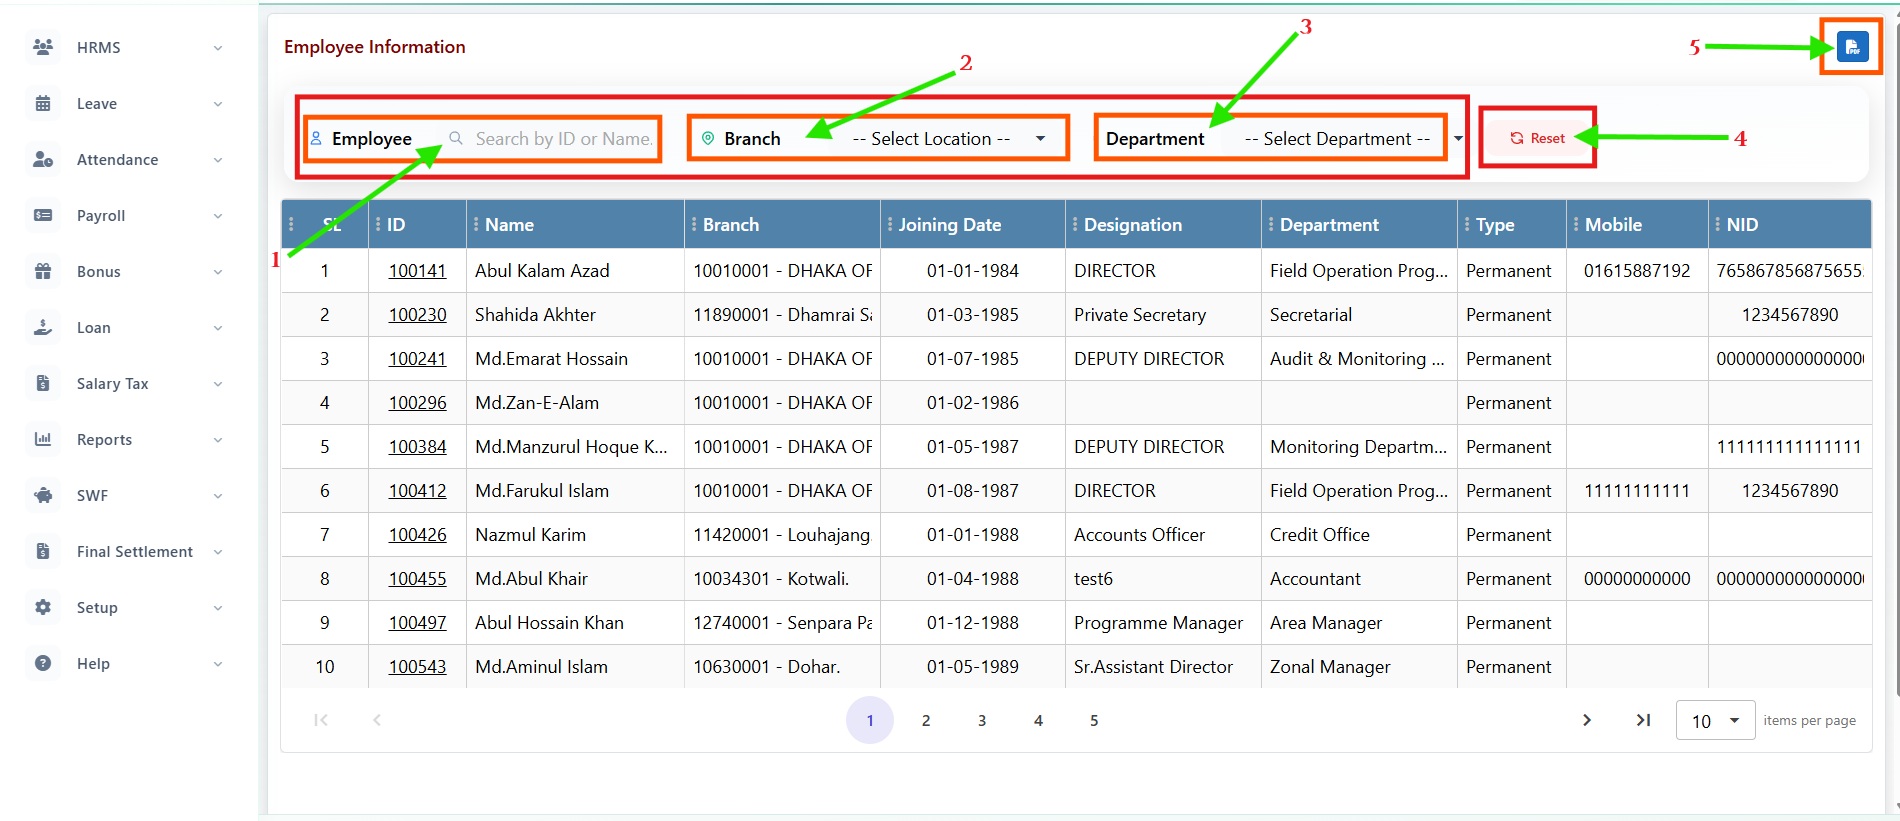 HRMS
Leave
Attendance
Payroll
Bonus
Loan
Salary Tax
Reports
SWF
Final Settlement
Setup
Help
Employee Information
5
PDF
2
3
Employee Search by ID or Name.
Branch -- Select Location --
Department -- Select Department --
Reset
4
1
SL ID Name Branch Joining Date Designation Department Type Mobile NID
1 100141 Abul Kalam Azad 10010001 - DHAKA OF 01-01-1984 DIRECTOR Field Operation Prog... Permanent 01615887192 765867856875655
2 100230 Shahida Akhter 11890001 - Dhamrai Sa 01-03-1985 Private Secretary Secretarial Permanent 1234567890
3 100241 Md.Emarat Hossain 10010001 - DHAKA OF 01-07-1985 DEPUTY DIRECTOR Audit & Monitoring ... Permanent
4 100296 Md.Zan-E-Alam 10010001 - DHAKA OF 01-02-1986 Permanent
5 100384 Md.Manzurul Hoque K... 10010001 - DHAKA OF 01-05-1987 DEPUTY DIRECTOR Monitoring Departm... Permanent
6 100412 Md.Farukul Islam 10010001 - DHAKA OF 01-08-1987 DIRECTOR Field Operation Prog... Permanent 11111111111 1234567890
7 100426 Nazmul Karim 11420001 - Louhajang 01-01-1988 Accounts Officer Credit Office Permanent
8 100455 Md.Abul Khair 10034301 - Kotwali. 01-04-1988 test6 Accountant Permanent 00000000000
9 100497 Abul Hossain Khan 12740001 - Senpara Pa 01-12-1988 Programme Manager Area Manager Permanent
10 100543 Md.Aminul Islam 10630001 - Dohar. 01-05-1989 Sr.Assistant Director Zonal Manager Permanent
1 2 3 4 5 10 items per page